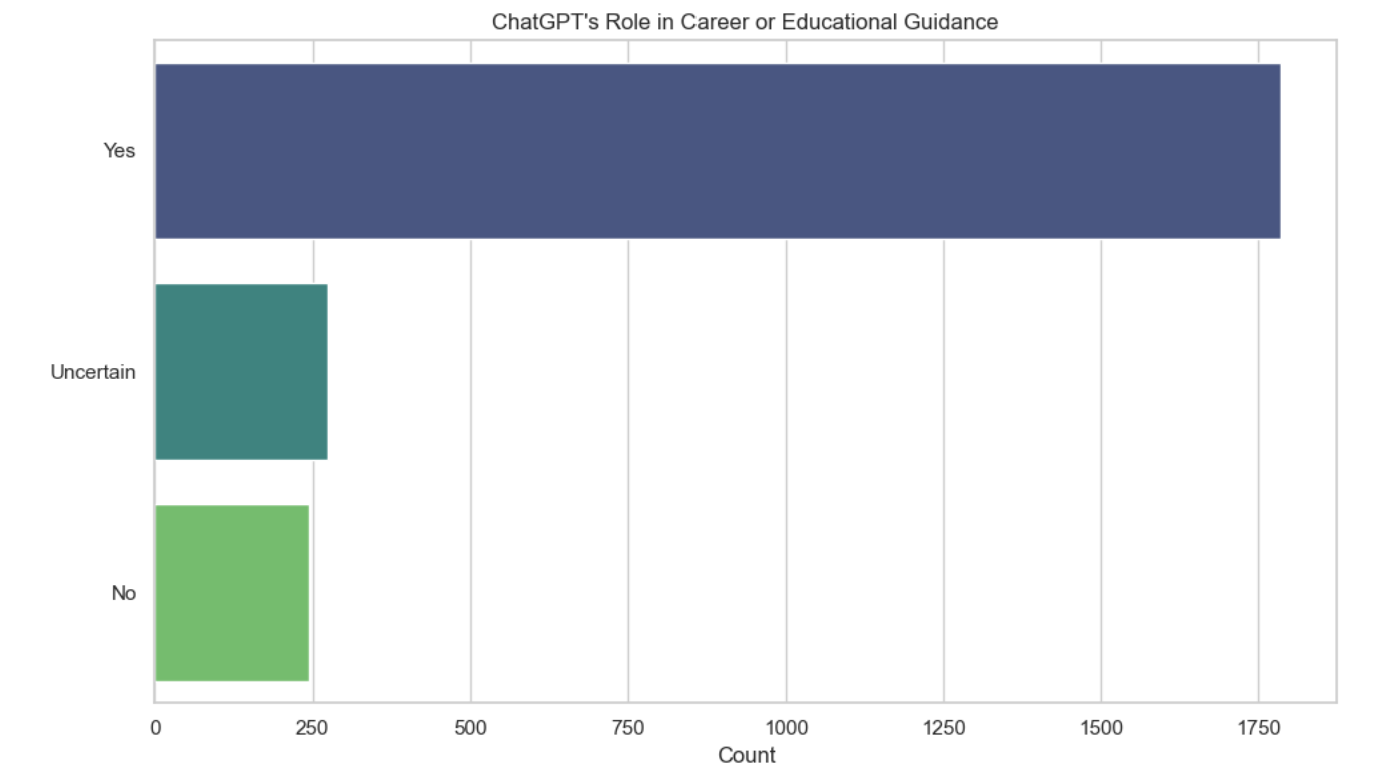 ChatGPT's Role in Career or Educational Guidance
Yes
Uncertain
No
0 250 500 750 1000 1250 1500 1750
Count